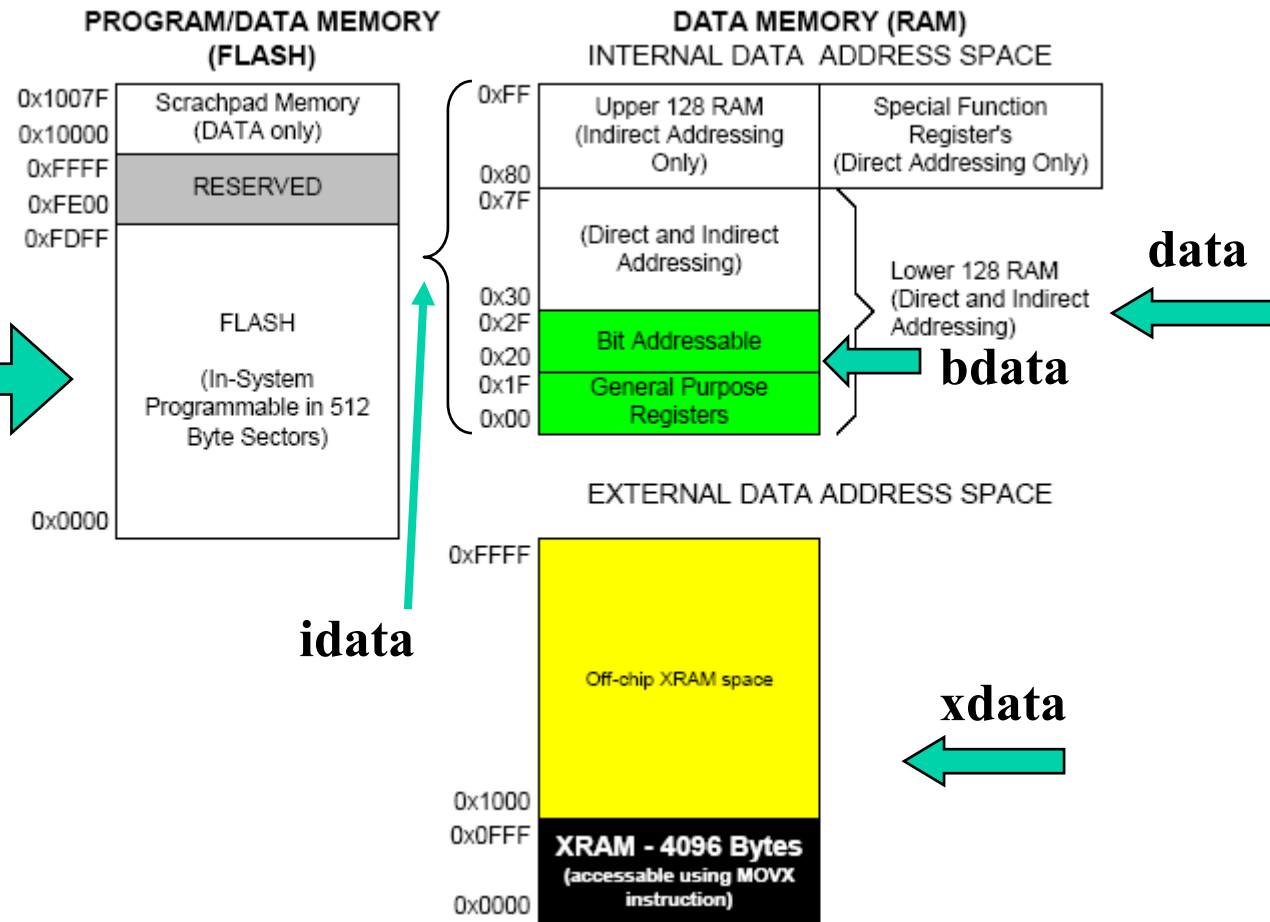 PROGRAM/DATA MEMORY
(FLASH)
0x1007F
Scrachpad Memory
(DATA only)
0x10000
0xFFFF
RESERVED
0xFE00
0xFDFF
FLASH
(In-System
Programmable in 512
Byte Sectors)
0x0000
DATA MEMORY (RAM)
INTERNAL DATA ADDRESS SPACE
0xFF
Upper 128 RAM
(Indirect Addressing
Only)
0x80
Special Function
Register's
(Direct Addressing Only)
0x7F
(Direct and Indirect
Addressing)
0x30
0x2F
Bit Addressable
0x20
0x1F
General Purpose
Registers
0x00
Lower 128 RAM
(Direct and Indirect
Addressing)
data
bdata
idata
EXTERNAL DATA ADDRESS SPACE
0xFFFF
Off-chip XRAM space
0x1000
xdata
0x0FFF
XRAM - 4096 Bytes
(accessable using MOVX
instruction)
0x0000